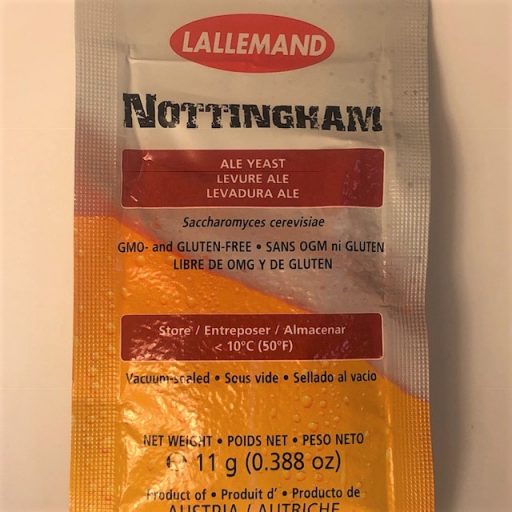 LALLEMAND
NOTTINGHAM
ALE YEAST
LEVURE ALE
LEVADURA ALE
Saccharomyces cerevisiae
GMO- and GLUTEN-FREE • SANS OGM ni GLUTEN
LIBRE DE OMG Y DE GLUTEN
Store / Entreposer / Almacenar
< 10°C (50°F)
Vacuum-sealed • Sous vide • Sellado al vacio
NET WEIGHT • POIDS NET • PESO NETO
℮ 11 g (0.388 oz)
Product of • Produit d' • Producto de
AUSTRIA / AUTRICHE